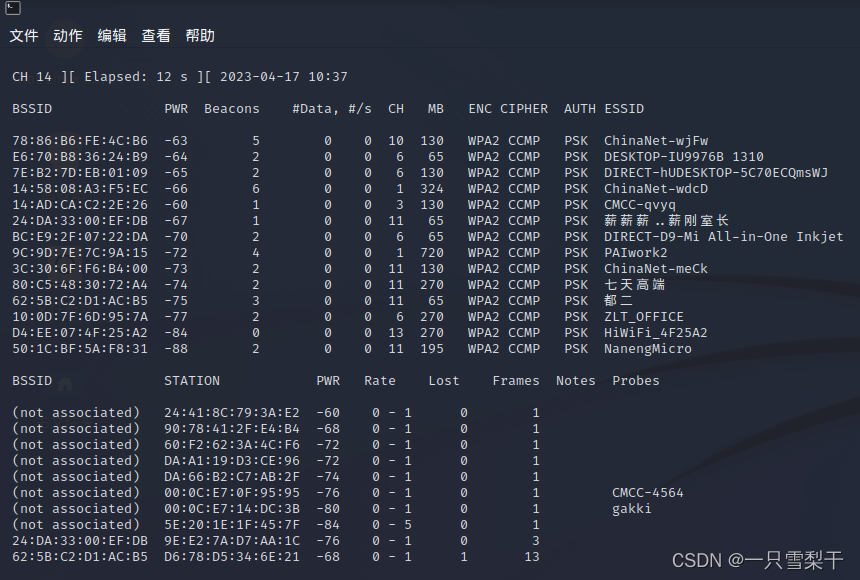 文件 动作 编辑 查看 帮助
CH 14 ][ Elapsed: 12 s ][ 2023-04-17 10:37
BSSID PWR Beacons #Data, #/s CH MB ENC CIPHER AUTH ESSID
78:86:B6:FE:4C:B6 -63 5 0 0 10 130 WPA2 CCMP PSK ChinaNet-wjFw
E6:70:B8:36:24:B9 -64 2 0 0 6 65 WPA2 CCMP PSK DESKTOP-IU9976B 1310
7E:B2:7D:EB:01:09 -65 2 0 0 6 130 WPA2 CCMP PSK DIRECT-hUDESKTOP-5C70ECQmsWJ
14:58:08:A3:F5:EC -66 6 0 0 1 324 WPA2 CCMP PSK ChinaNet-wdcD
14:AD:CA:C2:2E:26 -60 1 0 0 3 130 WPA2 CCMP PSK CMCC-qvyq
24:DA:33:00:EF:DB -67 1 0 0 11 65 WPA2 CCMP PSK 薪薪薪..薪刚室长
BC:E9:2F:07:22:DA -70 2 0 0 6 65 WPA2 CCMP PSK DIRECT-D9-Mi All-in-One Inkjet
9C:9D:7E:7C:9A:15 -72 4 0 0 1 720 WPA2 CCMP PSK PAIwork2
3C:30:6F:F6:B4:00 -73 2 0 0 11 130 WPA2 CCMP PSK ChinaNet-meCk
80:C5:48:30:72:A4 -74 2 0 0 11 270 WPA2 CCMP PSK 七天高端
62:5B:C2:D1:AC:B5 -75 3 0 0 11 65 WPA2 CCMP PSK 都二
10:0D:7F:6D:95:7A -77 2 0 0 6 270 WPA2 CCMP PSK ZLT_OFFICE
D4:EE:07:4F:25:A2 -84 0 0 0 13 270 WPA2 CCMP PSK HiWiFi_4F25A2
50:1C:BF:5A:F8:31 -88 2 0 0 11 195 WPA2 CCMP PSK NanengMicro
BSSID STATION PWR Rate Lost Frames Notes Probes
(not associated) 24:41:8C:79:3A:E2 -60 0 - 1 0 1
(not associated) 90:78:41:2F:E4:B4 -68 0 - 1 0 1
(not associated) 60:F2:62:3A:4C:F6 -72 0 - 1 0 1
(not associated) DA:A1:19:D3:CE:96 -72 0 - 1 0 1
(not associated) DA:66:B2:C7:AB:2F -74 0 - 1 0 1
(not associated) 00:0C:E7:0F:95:95 -76 0 - 1 0 1 CMCC-4564
(not associated) 00:0C:E7:14:DC:3B -80 0 - 1 0 1 gakki
(not associated) 5E:20:1E:1F:45:7F -84 0 - 5 0 1
24:DA:33:00:EF:DB 9E:E2:7A:D7:AA:1C -76 0 - 1 0 3
62:5B:C2:D1:AC:B5 D6:78:D5:34:6E:21 -68 0 - 1 1 13
CSDN @一只雪梨干